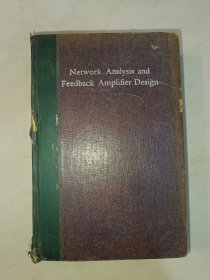 Network Analysis and
Feedback Amplifier Design